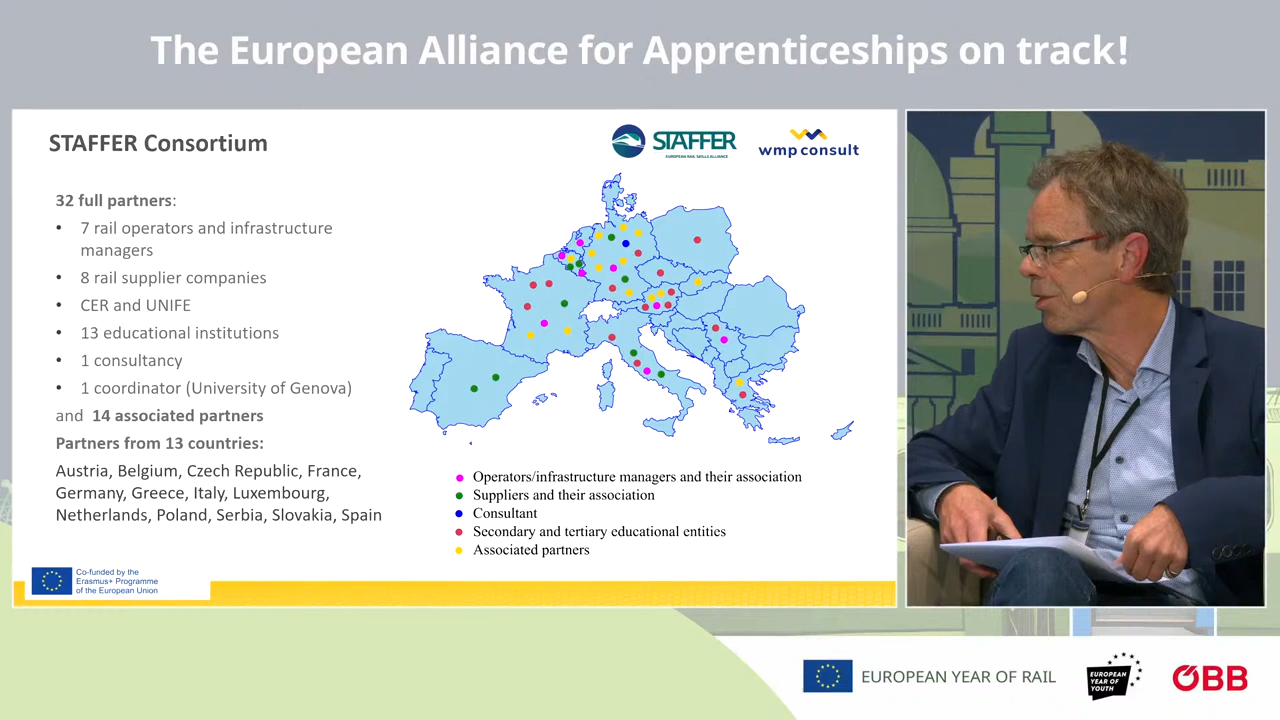 The European Alliance for Apprenticeships on track!
STAFFER Consortium
STAFFER
EUROPEAN RAIL SKILLS ALLIANCE
wmp consult
32 full partners:
• 7 rail operators and infrastructure
managers
• 8 rail supplier companies
• CER and UNIFE
• 13 educational institutions
• 1 consultancy
• 1 coordinator (University of Genova)
and 14 associated partners
Partners from 13 countries:
Austria, Belgium, Czech Republic, France,
Germany, Greece, Italy, Luxembourg,
Netherlands, Poland, Serbia, Slovakia, Spain
Operators/infrastructure managers and their association
Suppliers and their association
Consultant
Secondary and tertiary educational entities
Associated partners
Co-funded by the
Erasmus+ Programme
of the European Union
EUROPEAN YEAR OF RAIL
EUROPEAN
YEAR OF
YOUTH
ÖBB